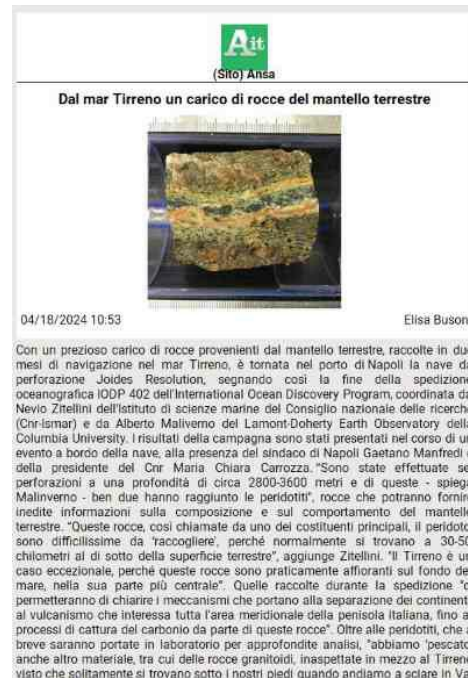 Ait
(Sito) Ansa
Dal mar Tirreno un carico di rocce del mantello terrestre
04/18/2024 10:53
Elisa Buson
Con un prezioso carico di rocce provenienti dal mantello terrestre, raccolte in du
mesi di navigazione nel mar Tirreno, è tornata nel porto di Napoli la nave da
perforazione Joides Resolution, segnando così la fine della spedizione
oceanografica IODP 402 dell'International Ocean Discovery Program, coordinata da
Nevio Zitellini dell'Istituto di scienze marine del Consiglio nazionale delle ricerche
(Cnr-Ismar) e da Alberto Maliverno del Lamont-Doherty Earth Observatory della
Columbia University. I risultati della campagna sono stati presentati nel corso di un
evento a bordo della nave, alla presenza del sindaco di Napoli Gaetano Manfredi e
della presidente del Cnr Maria Chiara Carrozza. "Sono state effettuate sei
perforazioni a una profondità di circa 2800-3600 metri e di queste - spiega
Malinverno - ben due hanno raggiunto le peridotiti", rocce che potranno fornire
inedite informazioni sulla composizione e sul comportamento del mantello
terrestre. "Queste rocce, così chiamate da uno dei costituenti principali, il peridoto,
sono difficilissime da 'raccogliere', perché normalmente si trovano a 30-50
chilometri al di sotto della superficie terrestre", aggiunge Zitellini. "Il Tirreno è un
caso eccezionale, perché queste rocce sono praticamente affioranti sul fondo del
mare, nella sua parte più centrale". Quelle raccolte durante la spedizione "ci
permetteranno di chiarire i meccanismi che portano alla separazione dei continenti
al vulcanismo che interessa tutta l'area meridionale della penisola italiana, fino ai
processi di cattura del carbonio da parte di queste rocce". Oltre alle peridotiti, che a
breve saranno portate in laboratorio per approfondite analisi, "abbiamo 'pescato'
anche altro materiale, tra cui delle rocce granitoidi, inaspettate in mezzo al Tirreno
visto che solitamente si trovano sotto i nostri piedi quando andiamo a sciare in Va